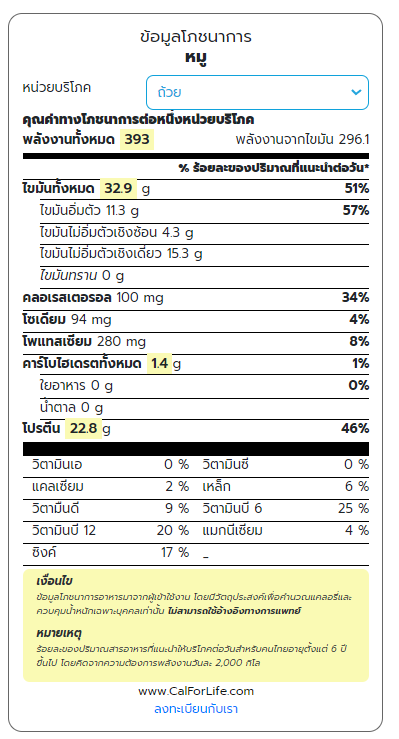 ข้อมูลโภชนาการ
หมู
หน่วยบริโภค ถ้วย
คุณค่าทางโภชนาการต่อหนึ่งหน่วยบริโภค
พลังงานทั้งหมด 393 พลังงานจากไขมัน 296.1
% ร้อยละของปริมาณที่แนะนำต่อวัน*
ไขมันทั้งหมด 32.9 g 51%
ไขมันอิ่มตัว 11.3 g 57%
ไขมันไม่อิ่มตัวเชิงซ้อน 4.3 g
ไขมันไม่อิ่มตัวเชิงเดี่ยว 15.3 g
ไขมันทราน 0 g
คลอเรสเตอรอล 100 mg 34%
โซเดียม 94 mg 4%
โพแทสเซียม 280 mg 8%
คาร์โบไฮเดรตทั้งหมด 1.4 g 1%
ใยอาหาร 0 g 0%
น้ำตาล 0 g
โปรตีน 22.8 g 46%
วิตามินเอ 0 % วิตามินซี 0 %
แคลเซียม 2 % เหล็ก 6 %
วิตามืนดี 9 % วิตามินบี 6 25 %
วิตามินบี 12 20 % แมกนีเซียม 4 %
ซิงค์ 17 % _
เงื่อนไข
ข้อมูลโภชนาการอาหารมาจากผู้เข้าใช้งาน โดยมีวัตถุประสงค์เพื่อคำนวณแคลอรี่และ
ควบคุมน้ำหนักเฉพาะบุคคลเท่านั้น ไม่สามารถใช้อ้างอิงทางการแพทย์
หมายเหตุ
ร้อยละของปริมาณสารอาหารที่แนะนำให้บริโภคต่อวันสำหรับคนไทยอายุตั้งแต่ 6 ปี
ขึ้นไป โดยคิดจากความต้องการพลังงานวันละ 2,000 กิโล
www.CalForLife.com
ลงทะเบียนกับเรา